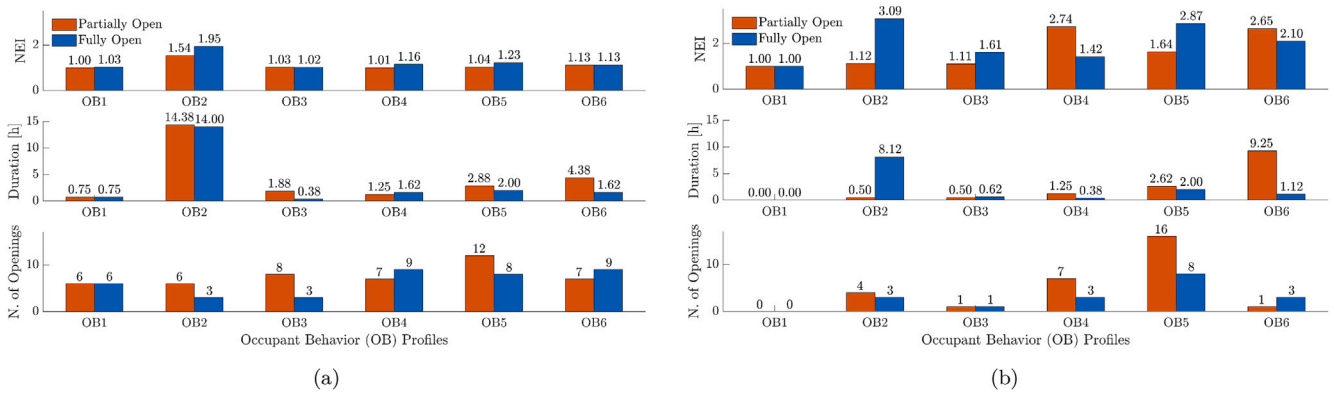 Partially Open
Fully Open
NEI
2
0
1.00 1.03
1.54 1.95
1.03 1.02
1.01 1.16
1.04 1.23
1.13 1.13
OB1 OB2 OB3 OB4 OB5 OB6
Duration [h]
15
10
5
0
0.75 0.75
14.38 14.00
1.88 0.38
1.25 1.62
2.88 2.00
4.38 1.62
OB1 OB2 OB3 OB4 OB5 OB6
N. of Openings
10
0
6 6
6 3
8 3
7 9
12 8
7 9
OB1 OB2 OB3 OB4 OB5 OB6
Occupant Behavior (OB) Profiles
(a)
Partially Open
Fully Open
NEI
2
0
1.00 1.00
1.12 3.09
1.11 1.61
2.74 1.42
1.64 2.87
2.65 2.10
OB1 OB2 OB3 OB4 OB5 OB6
Duration [h]
15
10
5
0
0.00 0.00
0.50 8.12
0.50 0.62
1.25 0.38
2.62 2.00
9.25 1.12
OB1 OB2 OB3 OB4 OB5 OB6
N. of Openings
10
0
0 0
4 3
1 1
7 3
16 8
1 3
OB1 OB2 OB3 OB4 OB5 OB6
Occupant Behavior (OB) Profiles
(b)